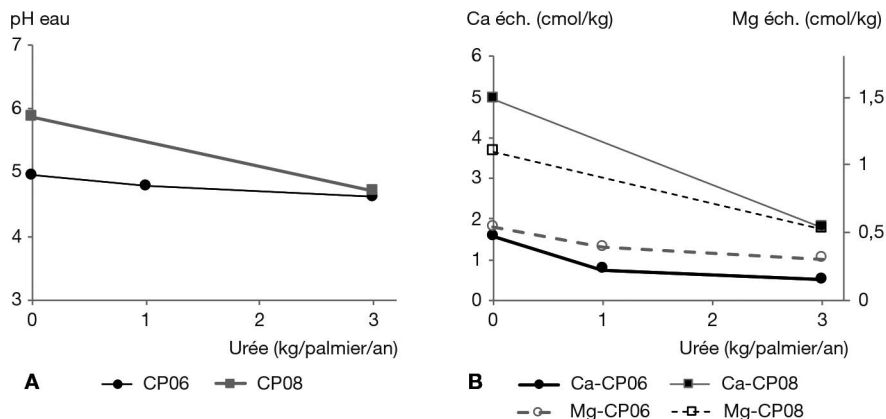 pH eau
7
6
5
4
3
0 1 2 3
Urée (kg/palmier/an)
A CP06 CP08
Ca éch. (cmol/kg) Mg éch. (cmol/kg)
6
5
4
3
2
1
0
1,5
1
0,5
0
0 1 2 3
Urée (kg/palmier/an)
B Ca-CP06 Ca-CP08
Mg-CP06 Mg-CP08